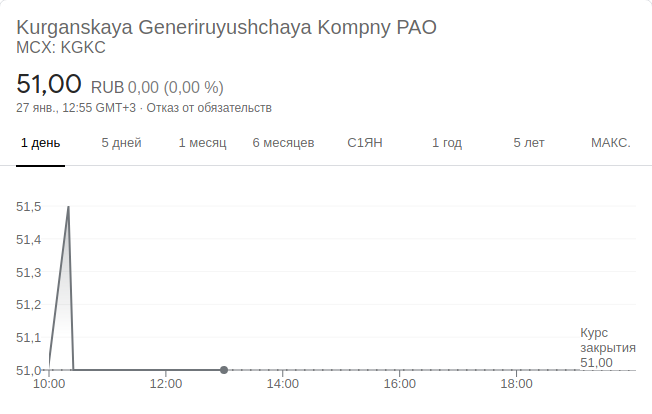 Kurganskaya Generiruyushchaya Kompny PAO
MCX: KGKC
51,00 RUB 0,00 (0,00 %)
27 янв., 12:55 GMT+3 · Отказ от обязательств
1 день 5 дней 1 месяц 6 месяцев С1ЯН 1 год 5 лет МАКС.
51,5
51,4
51,3
51,2
51,1
51,0
Курс
закрытия
51,00
10:00 12:00 14:00 16:00 18:00